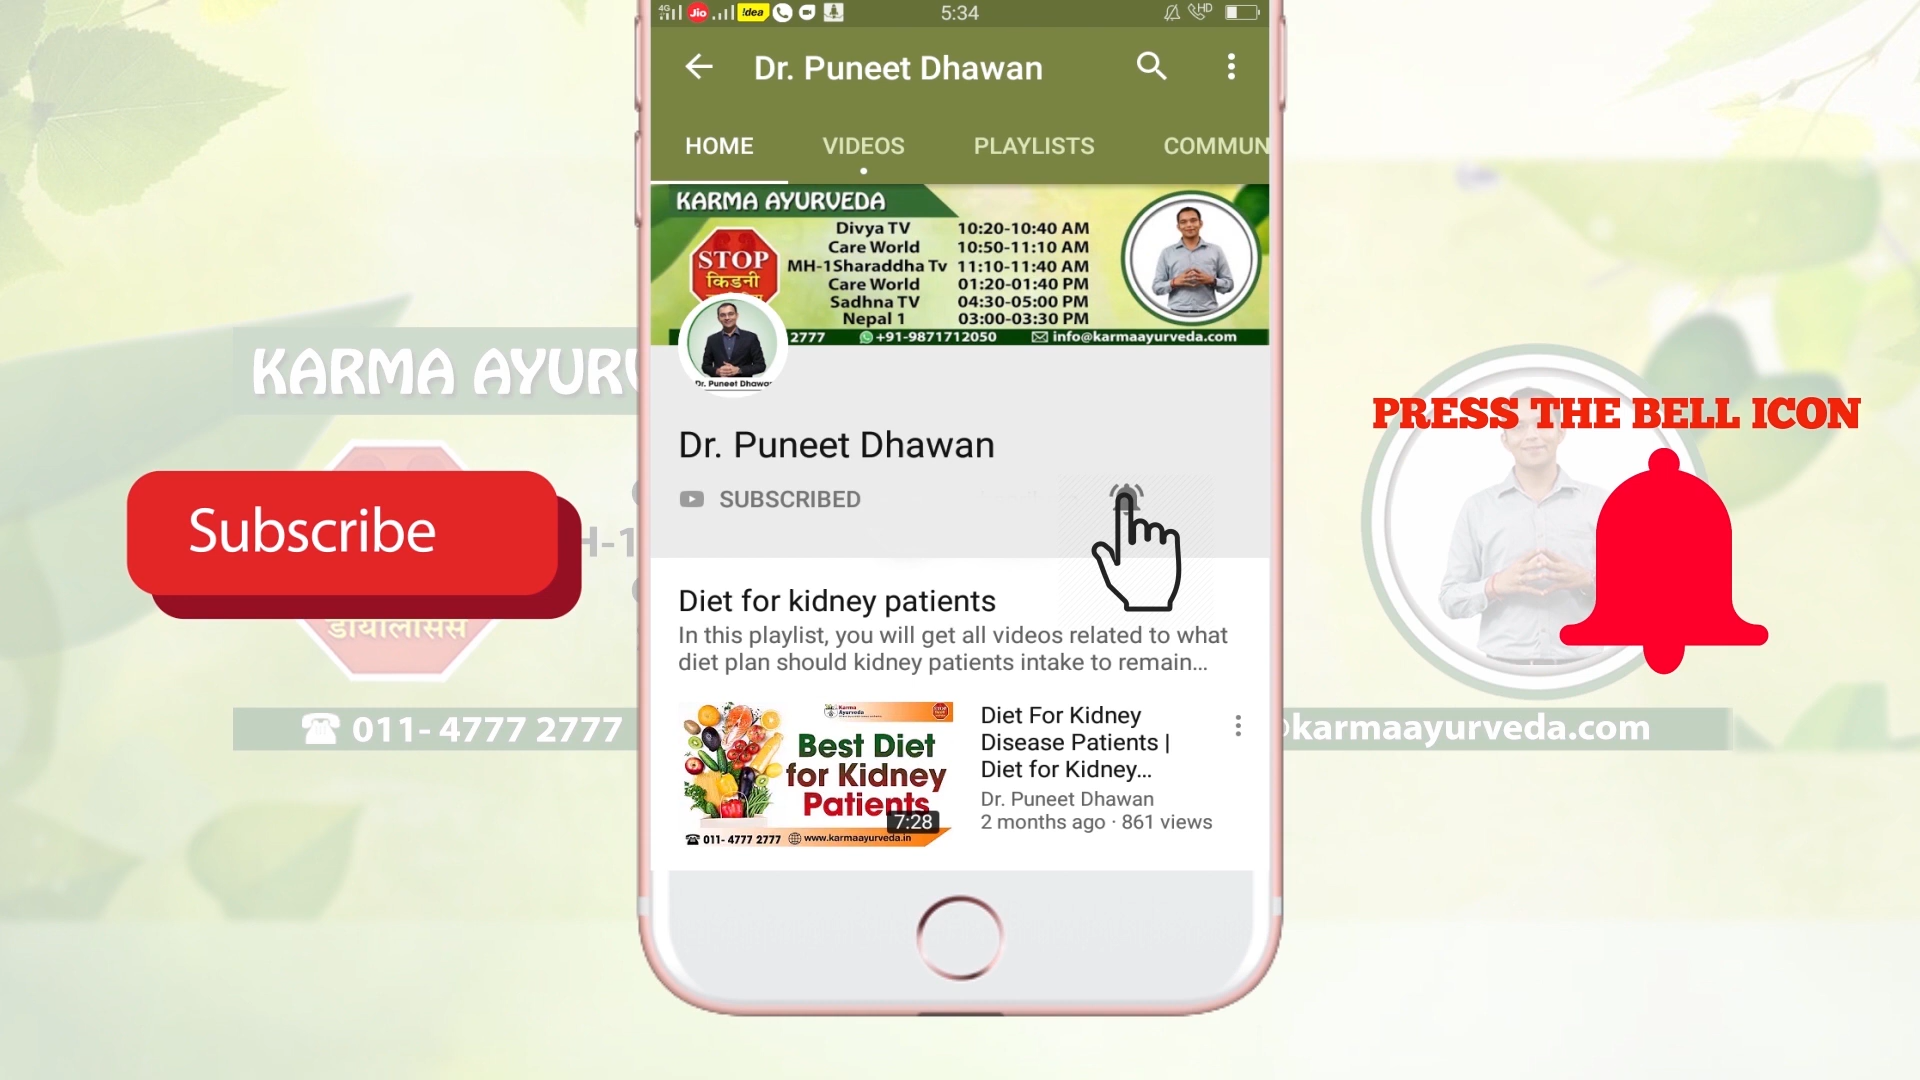 4G Jio !dea 5:34 HD
Dr. Puneet Dhawan
HOME VIDEOS PLAYLISTS COMMUN
KARMA AYURVEDA
Divya TV 10:20-10:40 AM
Care World 10:50-11:10 AM
MH-1Sharaddha Tv 11:10-11:40 AM
Care World 01:20-01:40 PM
Sadhna TV 04:30-05:00 PM
Nepal 1 03:00-03:30 PM
STOP
किडनी
2777 +91-9871712050 info@karmaayurveda.com
Dr. Puneet Dhawan
Dr. Puneet Dhawan
SUBSCRIBED
Diet for kidney patients
In this playlist, you will get all videos related to what
diet plan should kidney patients intake to remain...
Karma
Ayurveda
Best Diet
for Kidney
Patients
7:28
011- 4777 2777 www.karmaayurveda.in
Diet For Kidney
Disease Patients |
Diet for Kidney...
Dr. Puneet Dhawan
2 months ago · 861 views
KARMA AYUR
Subscribe
H-1
डायलिसिस
011- 4777 2777
PRESS THE BELL ICON
@karmaayurveda.com